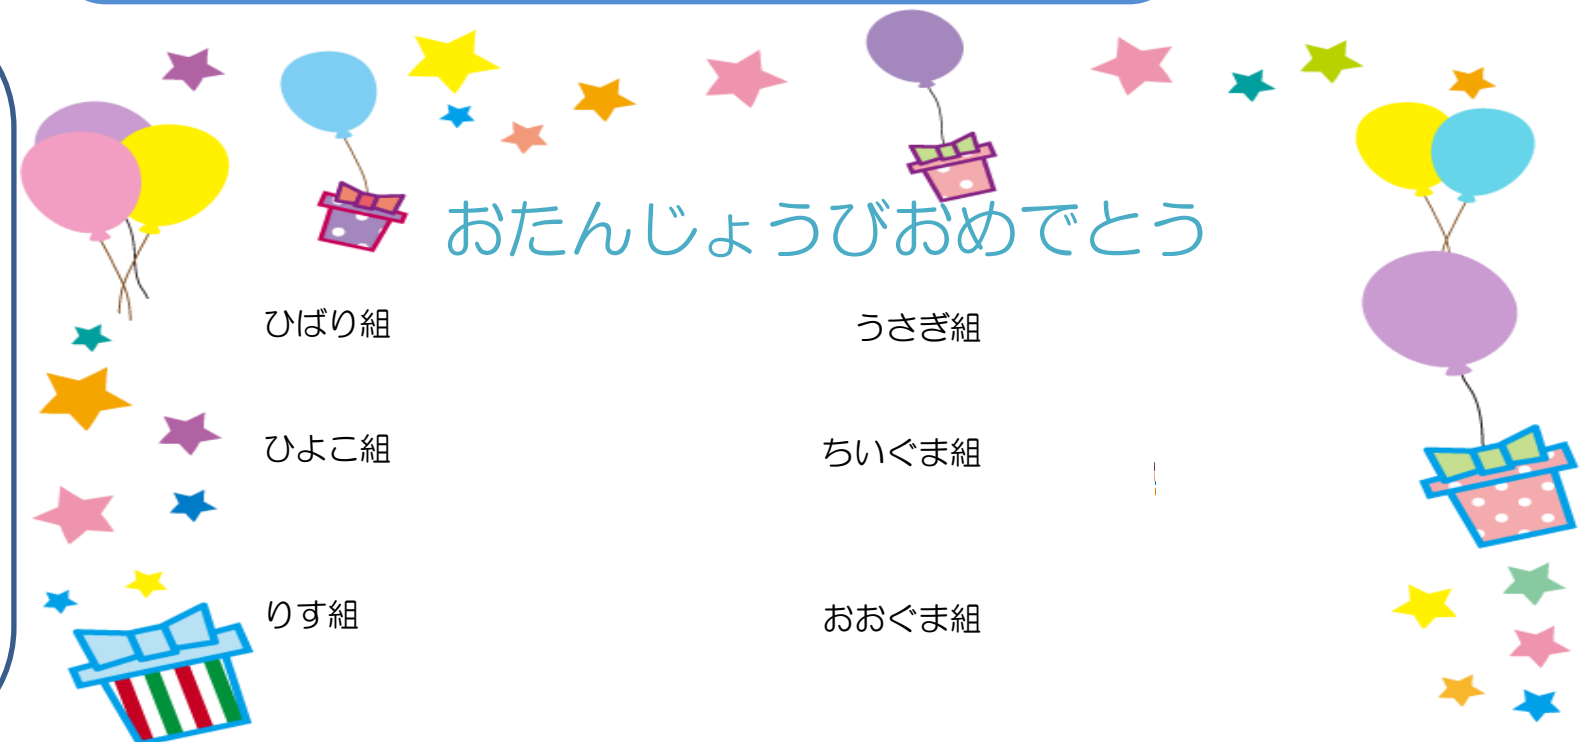 おたんじょうびおめでとう
ひばり組
うさぎ組
ひよこ組
ちいぐま組
りす組
おおぐま組